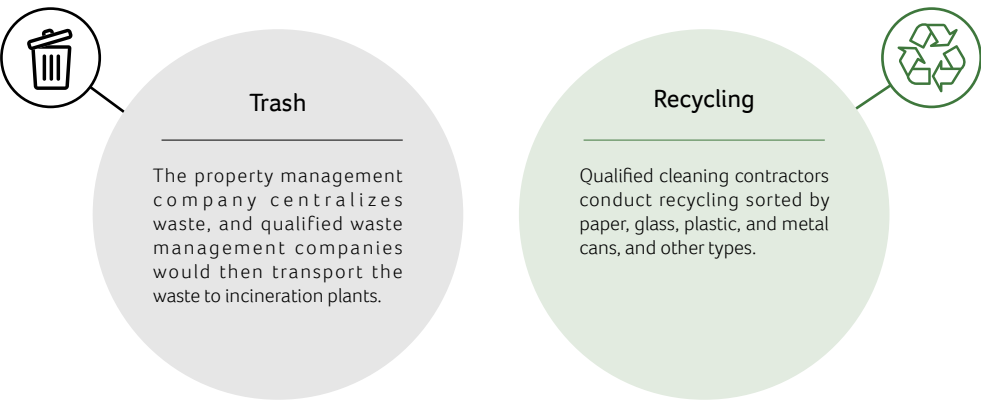 Trash
The property management
company centralizes
waste, and qualified waste
management companies
would then transport the
waste to incineration plants.
Recycling
Qualified cleaning contractors
conduct recycling sorted by
paper, glass, plastic, and metal
cans, and other types.